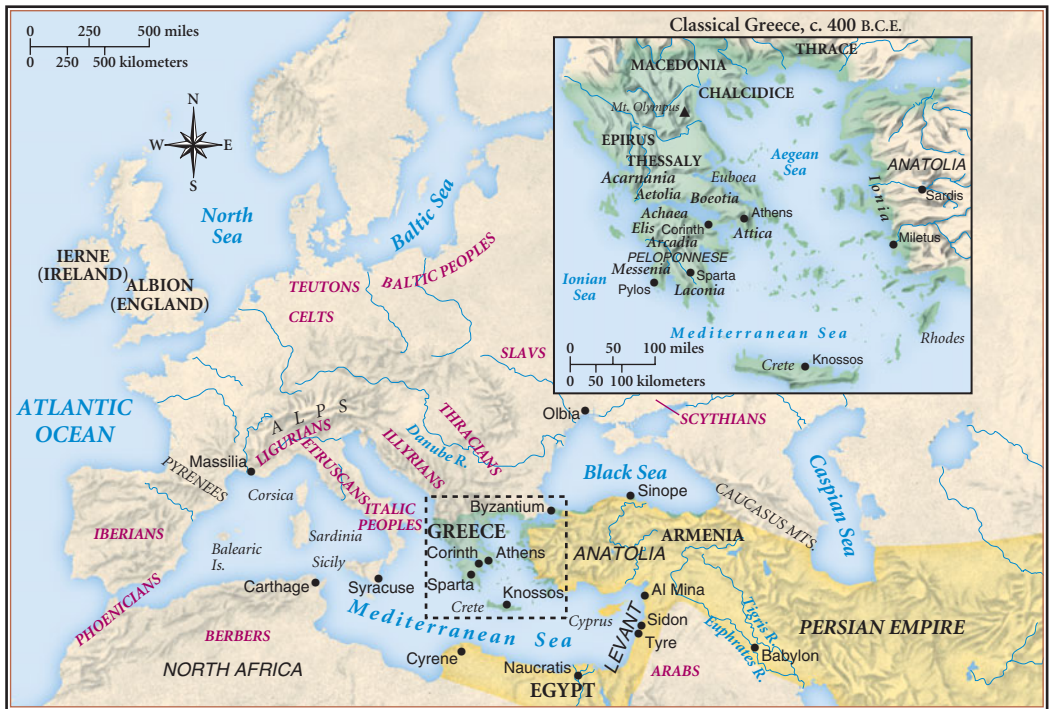 0 250 500 miles
0 250 500 kilometers
N
W E
S
Classical Greece, c. 400 B.C.E.
THRACE
MACEDONIA
CHALCIDICE
Mt. Olympus
EPIRUS
THESSALY
Aegean
Sea
ANATOLIA
Acarnania
Euboea
Aetolia
Boeotia
Ionia
Sardis
Achaea
Athens
Elis
Corinth
Attica
Arcadia
Miletus
PELOPONNESE
Messenia
Sparta
Ionian
Sea
Pylos
Laconia
Mediterranean Sea
Rhodes
0 50 100 miles
0 50 100 kilometers
Crete
Knossos
North
Sea
Baltic Sea
IERNE
(IRELAND)
ALBION
(ENGLAND)
TEUTONS
BALTIC PEOPLES
CELTS
SLAVS
ATLANTIC
OCEAN
ALPS
Olbia
SCYTHIANS
LIGURIANS
Danube R.
THRACIANS
ILLYRIANS
ETRUSCANS
Massilia
PYRENEES
Corsica
Black Sea
Sinope
CAUCASUS MTS.
Caspian Sea
ITALIC
PEOPLES
Byzantium
IBERIANS
Sardinia
GREECE
ARMENIA
Balearic
Is.
Sicily
Corinth
Athens
ANATOLIA
Carthage
Syracuse
Sparta
Al Mina
Knossos
PHOENICIANS
Crete
Cyprus
Mediterranean Sea
LEVANT
Sidon
Tyre
Tigris R.
Euphrates R.
PERSIAN EMPIRE
BERBERS
Babylon
NORTH AFRICA
Cyrene
Naucratis
ARABS
EGYPT